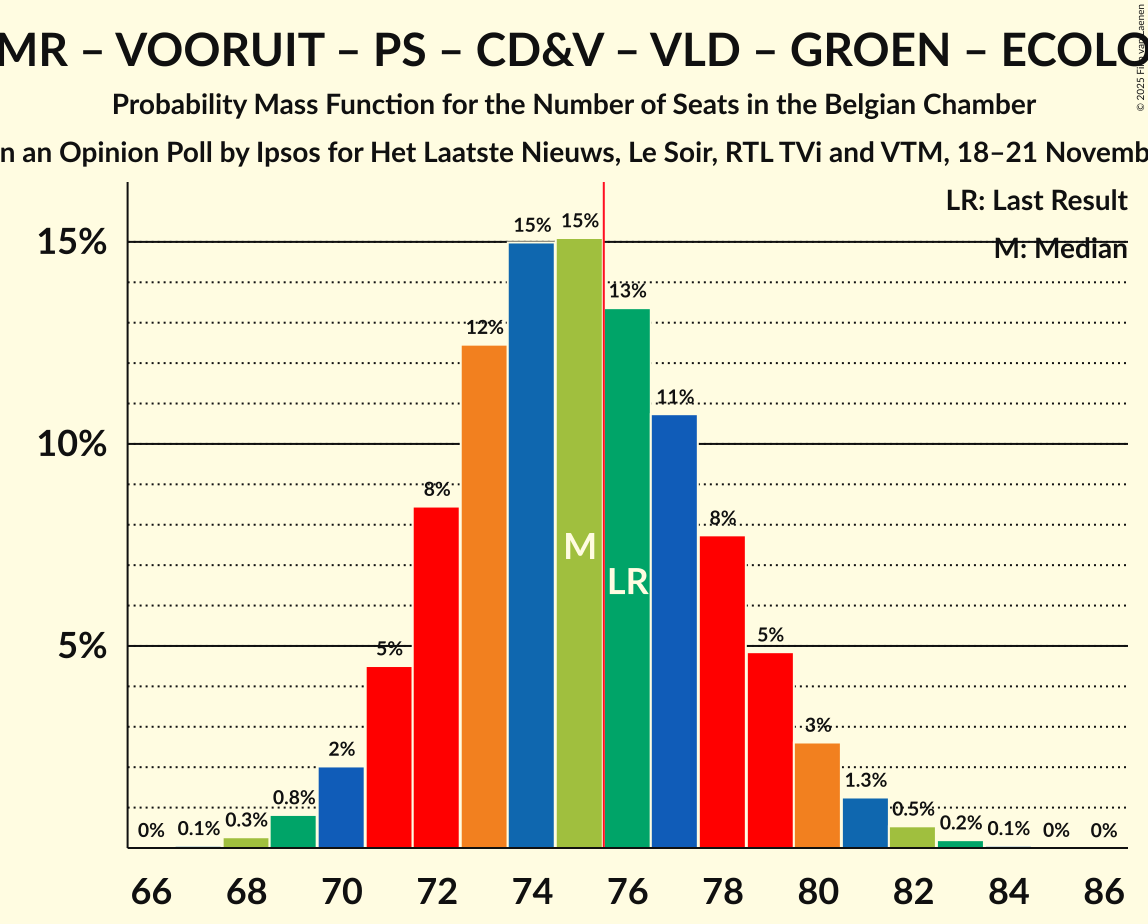 MR – VOORUIT – PS – CD&V – VLD – GROEN – ECOLO
Probability Mass Function for the Number of Seats in the Belgian Chamber
n an Opinion Poll by Ipsos for Het Laatste Nieuws, Le Soir, RTL TVi and VTM, 18–21 Novemb
© 2025 Filip van Laenen
LR: Last Result
M: Median
15%
10%
5%
0% 0.1% 0.3% 0.8% 2% 5% 8% 12% 15% 15% 13% 11% 8% 5% 3% 1.3% 0.5% 0.2% 0.1% 0% 0%
M
LR
66 68 70 72 74 76 78 80 82 84 86